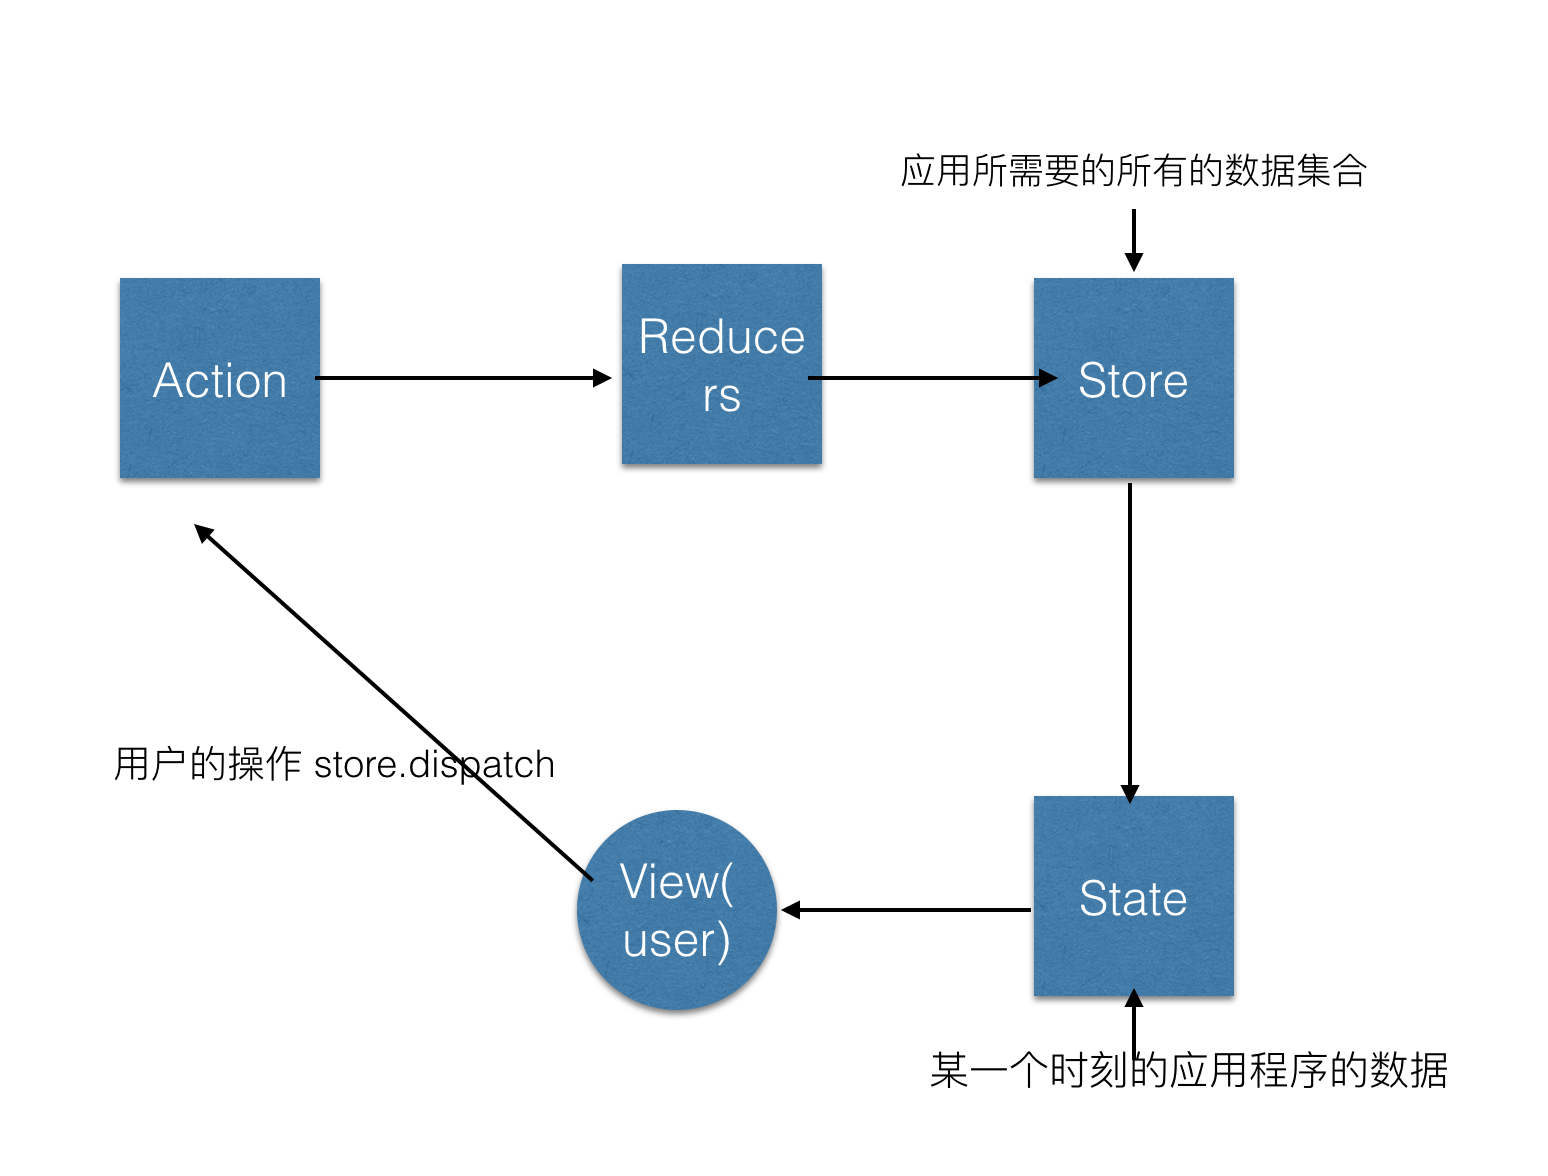 应用所需要的所有的数据集合
Action
Reduce
rs
Store
用户的操作 store.dispatch
View(
user)
State
某一个时刻的应用程序的数据